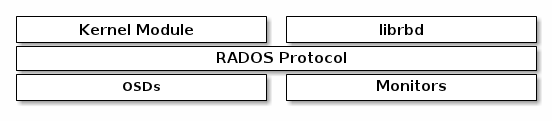 Kernel Module
librbd
RADOS Protocol
OSDs
Monitors